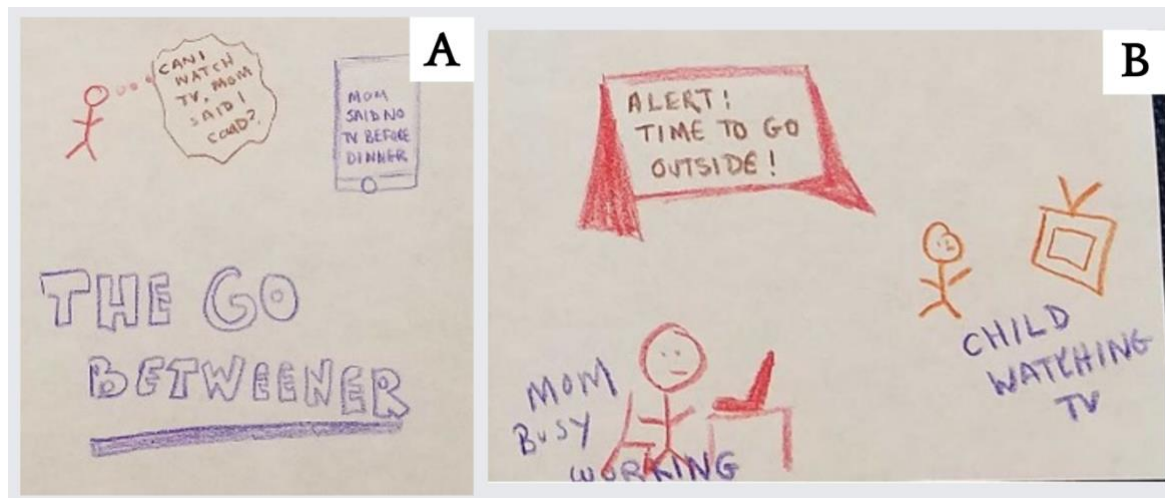 A
CAN I
WATCH
TV, MOM
SAID I
COULD?
MOM
SAID NO
TV BEFORE
DINNER
THE GO
BETWEENER
B
ALERT!
TIME TO GO
OUTSIDE!
MOM
BUSY
WORKING
CHILD
WATCHING
TV